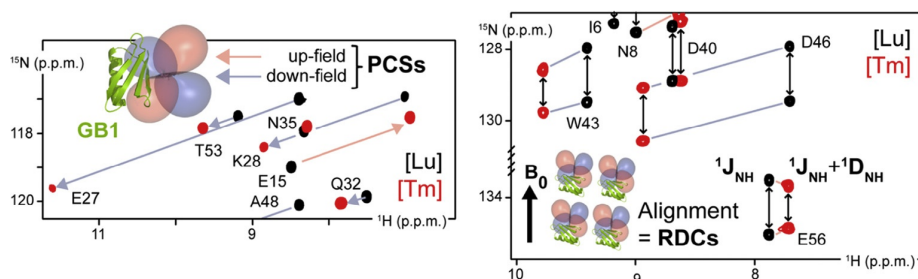 ¹⁵N (p.p.m.)
up-field
down-field
PCSs
GB1
118
120
T53
N35
K28
E15
E27
A48
Q32
[Lu]
[Tm]
11
9
¹H (p.p.m.)
¹⁵N
(p.p.m.)
128
130
134
I6
N8
D40
D46
W43
[Lu]
[Tm]
B₀
Alignment
= RDCs
¹J_NH
¹J_NH+¹D_NH
E56
10
9
8
¹H (p.p.m.)